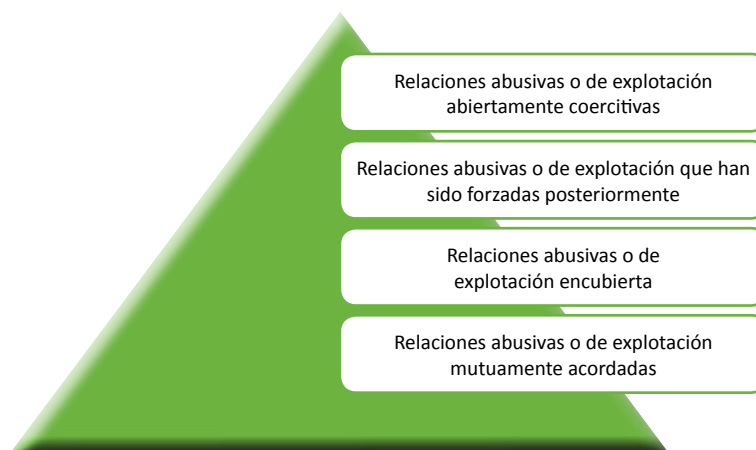 Relaciones abusivas o de explotación
abiertamente coercitivas
Relaciones abusivas o de explotación que han
sido forzadas posteriormente
Relaciones abusivas o de
explotación encubierta
Relaciones abusivas o de explotación
mutuamente acordadas